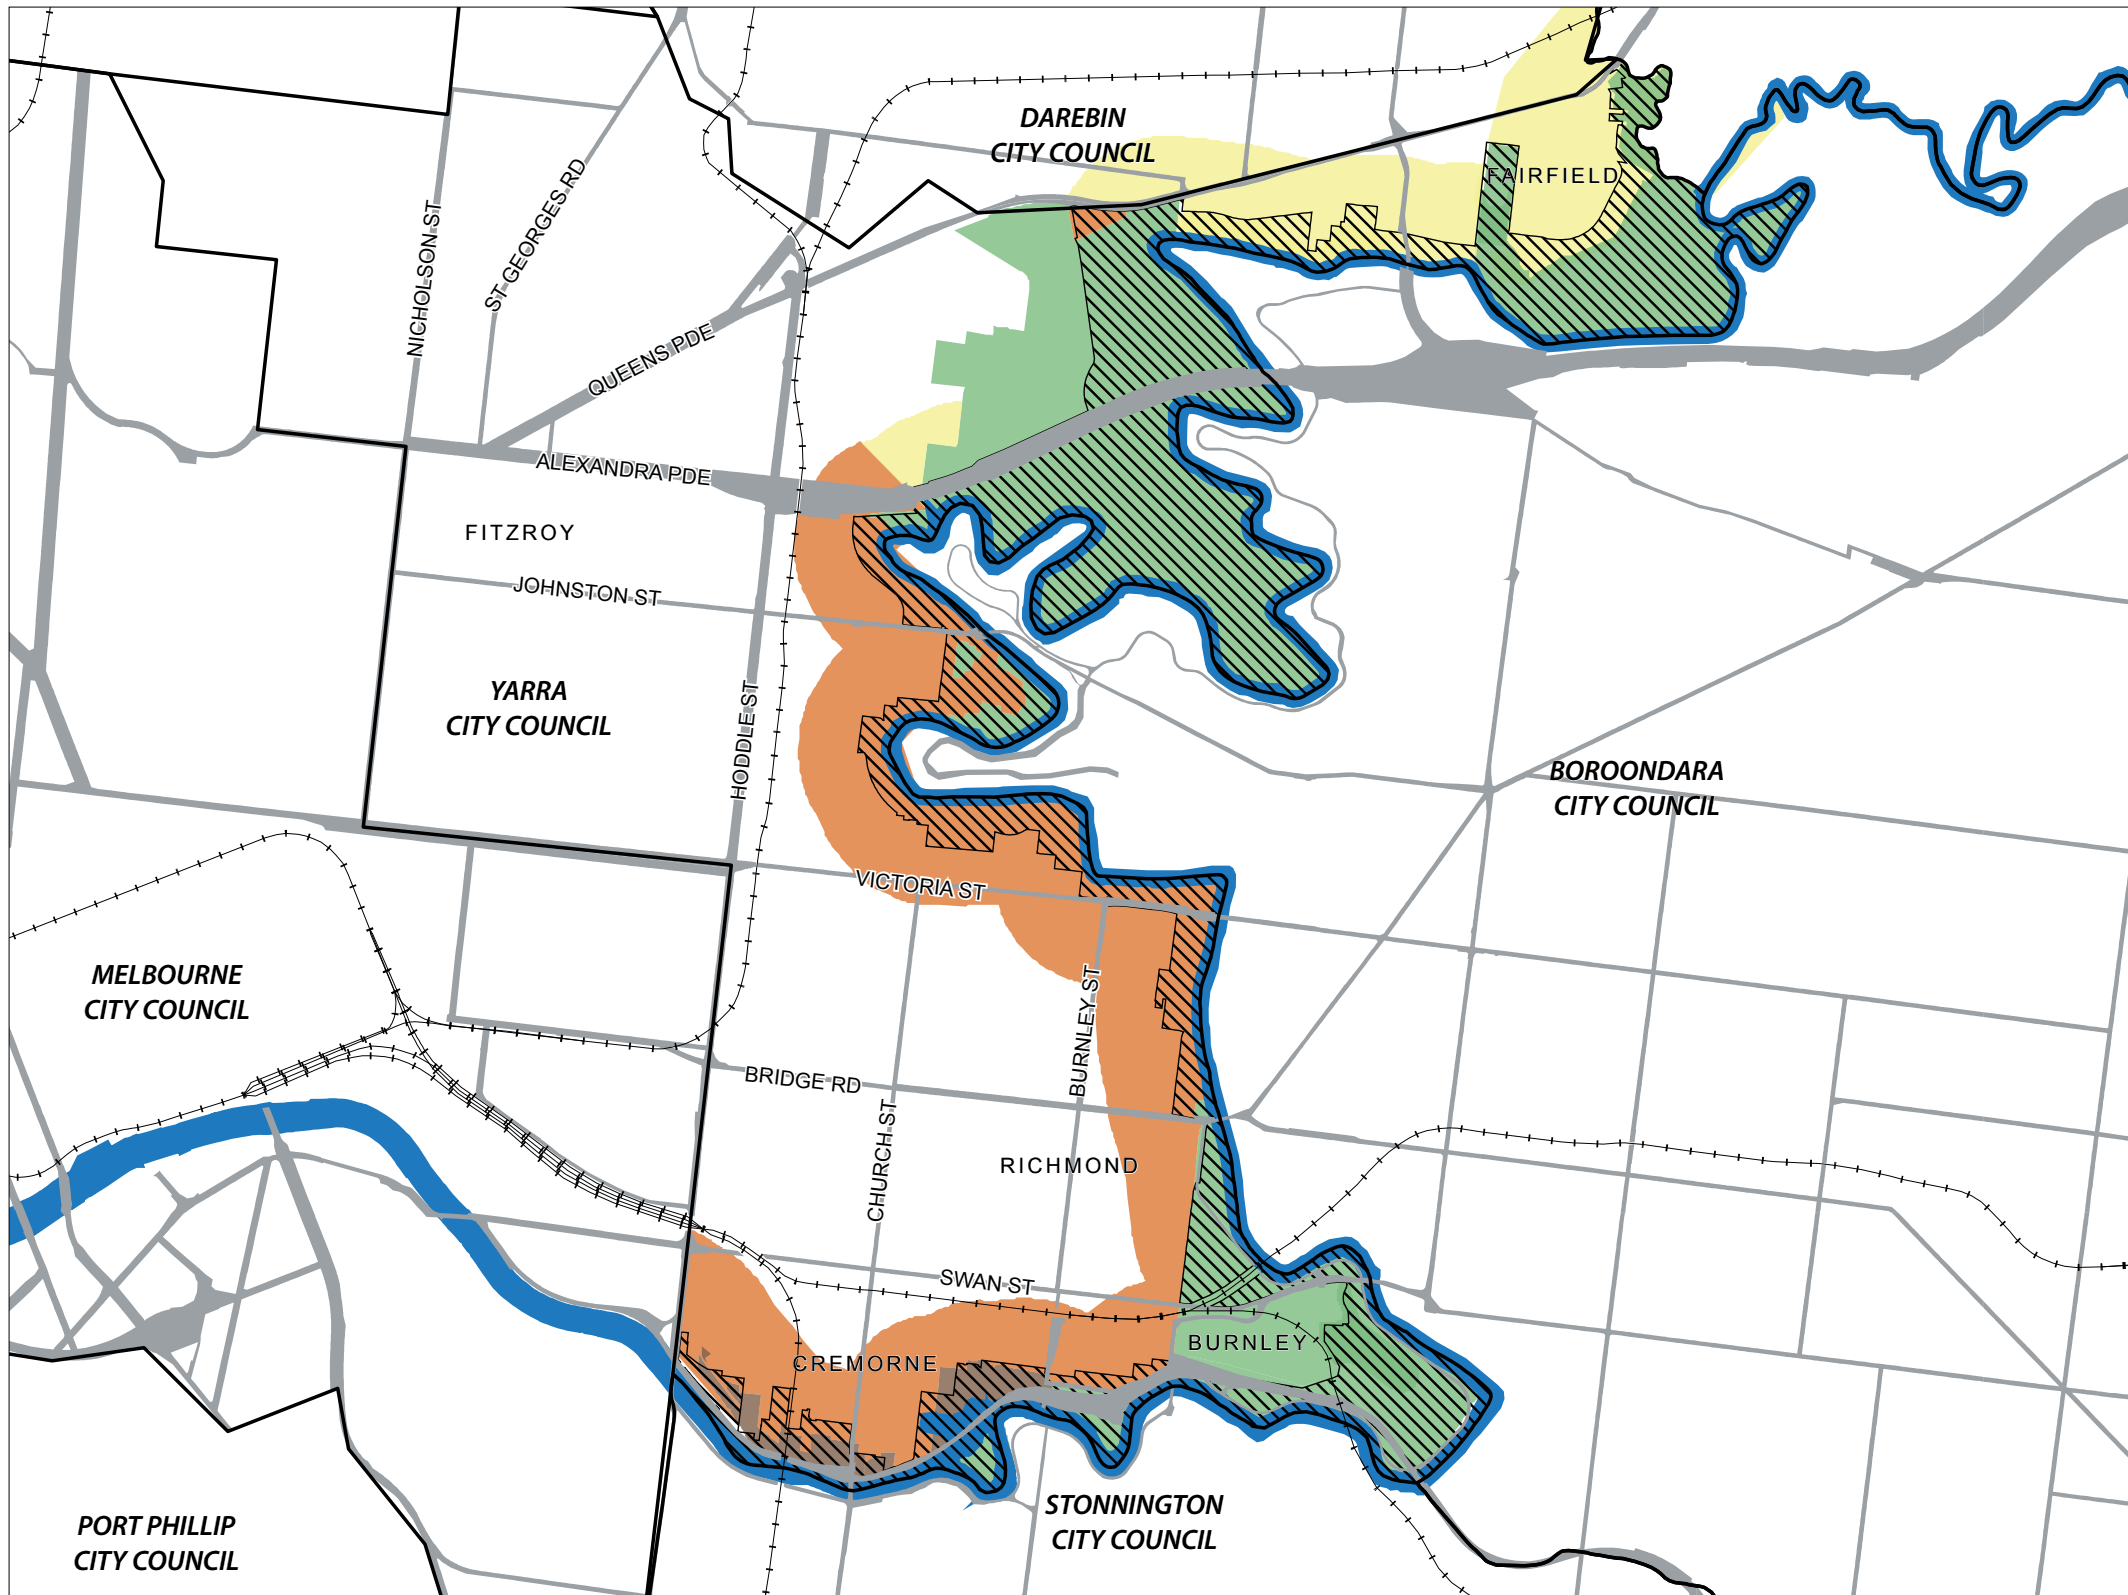 DAREBIN
CITY COUNCIL
FAIRFIELD
NICHOLSON ST
ST GEORGES RD
QUEENS PDE
ALEXANDRA PDE
FITZROY
JOHNSTON ST
YARRA
CITY COUNCIL
HODDLE ST
BOROONDARA
CITY COUNCIL
VICTORIA ST
MELBOURNE
CITY COUNCIL
BURNLEY ST
BRIDGE RD
CHURCH ST
RICHMOND
SWAN ST
BURNLEY
CREMORNE
STONNINGTON
CITY COUNCIL
PORT PHILLIP
CITY COUNCIL